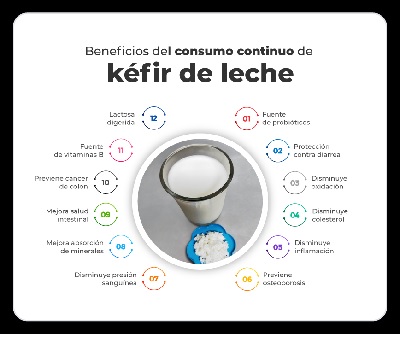 Beneficios del consumo continuo de
kéfir de leche
01
Fuente
de probióticos
02
Protección
contra diarrea
03
Disminuye
oxidación
04
Disminuye
colesterol
05
Disminuye
inflamación
06
Previene
osteoporosis
07
Disminuye presión
sanguínea
08
Mejora absorción
de minerales
09
Mejora salud
intestinal
10
Previene cáncer
de colon
11
Fuente
de vitaminas B
12
Lactosa
digerida